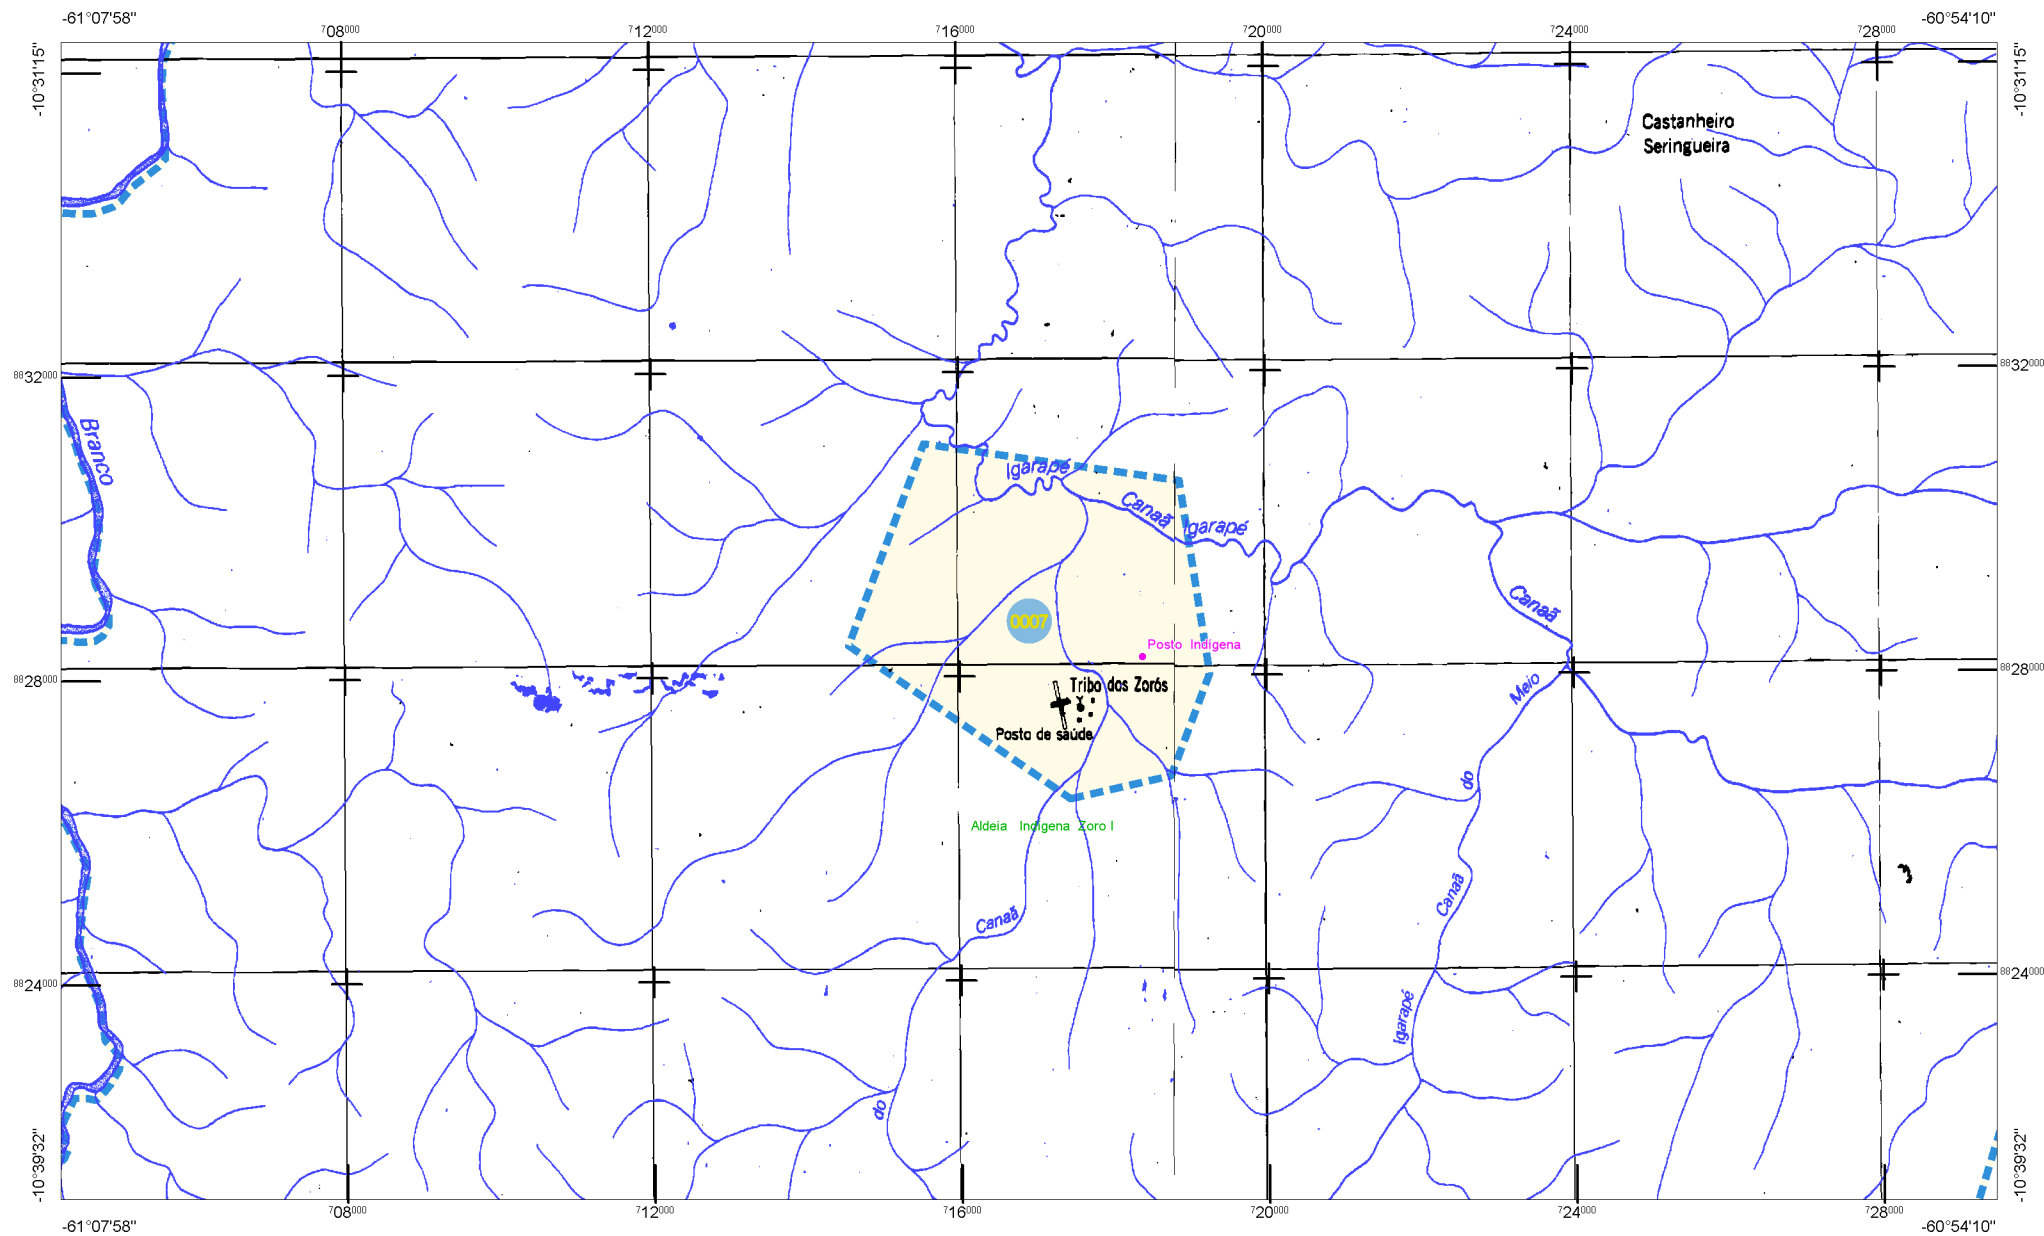 -61°07'58"
-60°54'10"
708000
712000
716000
720000
724000
728000
-10°31'15"
-10°31'15"
Castanheiro
Seringueira
8832000
8832000
Branco
Igarapé
Canaã
Igarapé
Canaã
0007
Posto Indígena
8828000
8828000
Tribo dos Zorós
Meio
Posto de saúde
do
Aldeia Indígena Zoro I
Canaã
Canaã
8824000
8824000
Igarapé
do
-10°39'32"
-10°39'32"
708000
712000
716000
720000
724000
728000
-61°07'58"
-60°54'10"